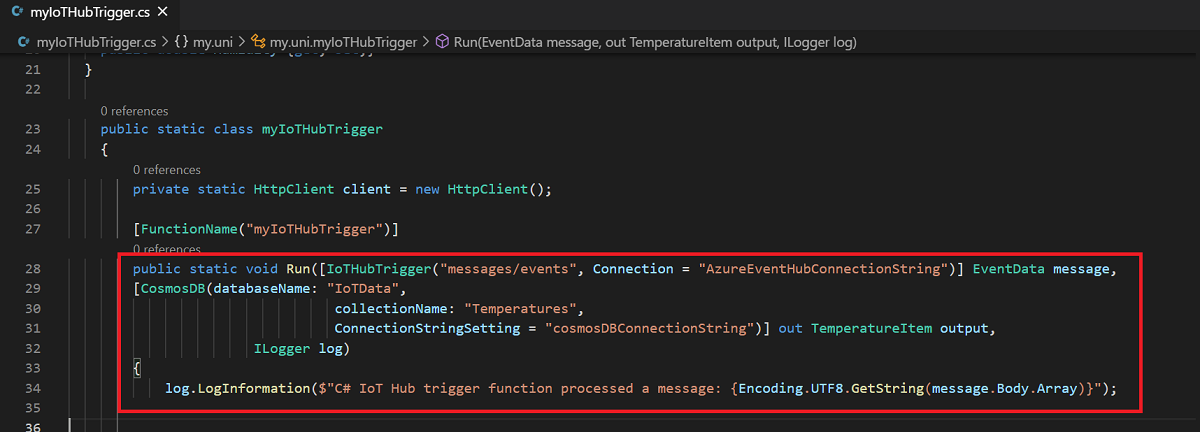 myIoTHubTrigger.cs ×
myIoTHubTrigger.cs > {} my.uni > my.uni.myIoTHubTrigger > Run(EventData message, out TemperatureItem output, ILogger log)
21 }
22
0 references
23 public static class myIoTHubTrigger
24 {
0 references
25 private static HttpClient client = new HttpClient();
26
27 [FunctionName("myIoTHubTrigger")]
0 references
28 public static void Run([IoTHubTrigger("messages/events", Connection = "AzureEventHubConnectionString")] EventData message,
29 [CosmosDB(databaseName: "IoTData",
30 collectionName: "Temperatures",
31 ConnectionStringSetting = "cosmosDBConnectionString")] out TemperatureItem output,
32 ILogger log)
33 {
34 log.LogInformation($"C# IoT Hub trigger function processed a message: {Encoding.UTF8.GetString(message.Body.Array)}");
35
36